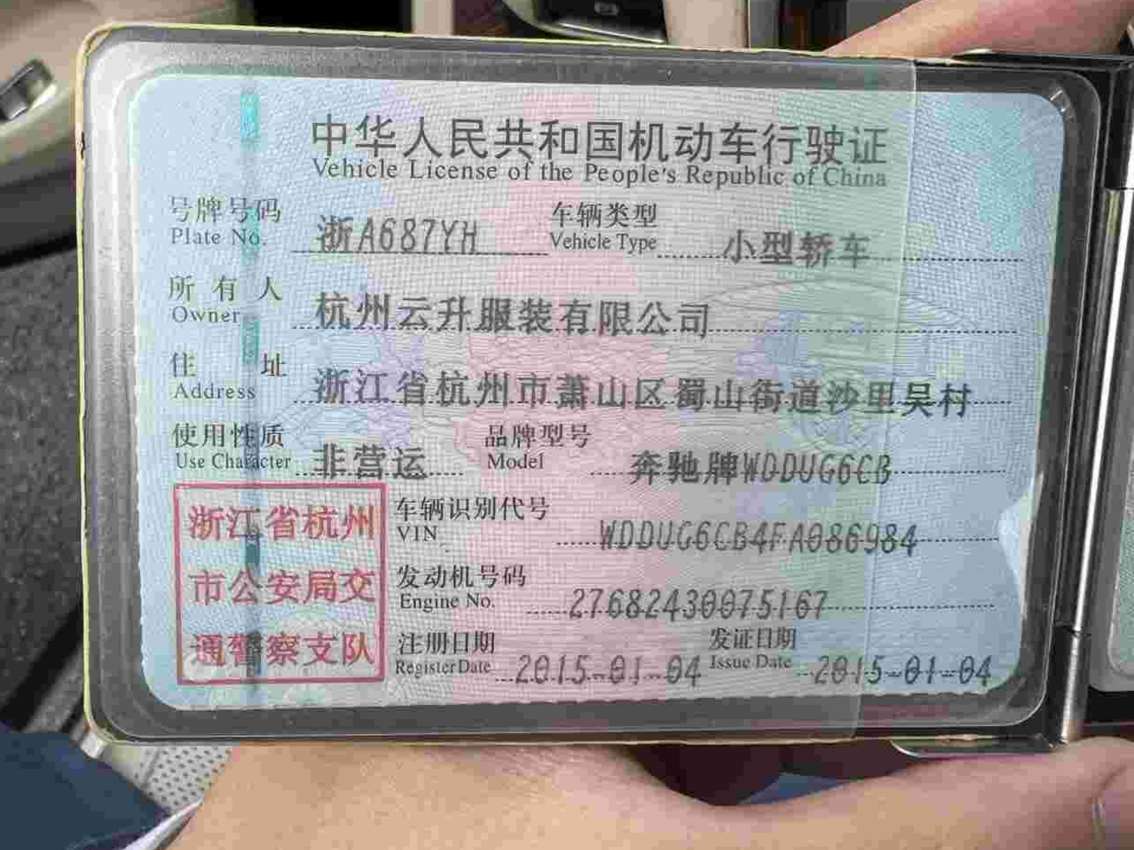 中华人民共和国机动车行驶证
Vehicle License of the People's Republic of China
号牌号码 浙A687YH 车辆类型 小型轿车
Plate No. Vehicle Type
所有人 杭州云升服装有限公司
Owner
住址 浙江省杭州市萧山区蜀山街道沙里吴村
Address
使用性质 非营运 品牌型号 奔驰牌WDDUG6CB
Use Character Model
浙江省杭州
市公安局交
通警察支队
车辆识别代号 WDDUG6CB4FA086984
VIN
发动机号码 27682430075167
Engine No.
注册日期 2015-01-04 发证日期 2015-01-04
Register Date Issue Date